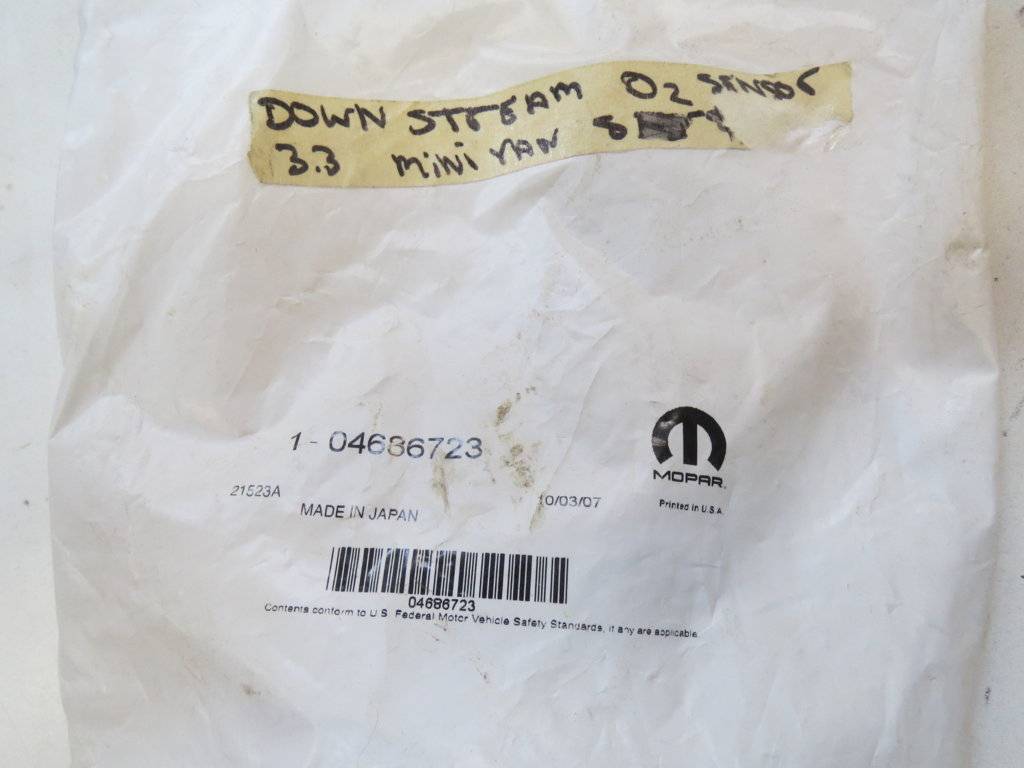 DOWN STREAM O2 SENSOR
3.3 MINI VAN 8
1-04686723
21523A
MADE IN JAPAN
10/03/07
MOPAR.
Printed in U.S.A.
04686723
Contents conform to U.S. Federal Motor Vehicle Safety Standards, if any are applicable.